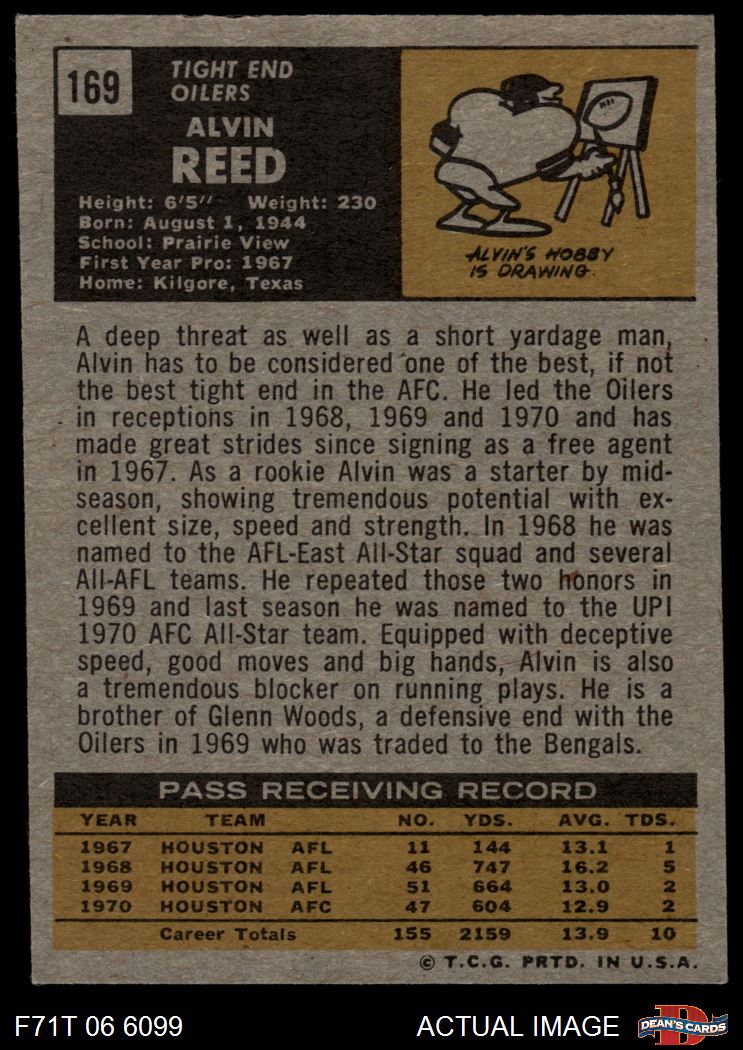 169
TIGHT END
OILERS
ALVIN
REED
Height: 6'5" Weight: 230
Born: August 1, 1944
School: Prairie View
First Year Pro: 1967
Home: Kilgore, Texas
ALVIN'S HOBBY
IS DRAWING.
A deep threat as well as a short yardage man,
Alvin has to be considered one of the best, if not
the best tight end in the AFC. He led the Oilers
in receptions in 1968, 1969 and 1970 and has
made great strides since signing as a free agent
in 1967. As a rookie Alvin was a starter by mid-
season, showing tremendous potential with ex-
cellent size, speed and strength. In 1968 he was
named to the AFL-East All-Star squad and several
All-AFL teams. He repeated those two honors in
1969 and last season he was named to the UPI
1970 AFC All-Star team. Equipped with deceptive
speed, good moves and big hands, Alvin is also
a tremendous blocker on running plays. He is a
brother of Glenn Woods, a defensive end with the
Oilers in 1969 who was traded to the Bengals.
PASS RECEIVING RECORD
YEAR TEAM NO. YDS. AVG. TDS.
1967 HOUSTON AFL 11 144 13.1 1
1968 HOUSTON AFL 46 747 16.2 5
1969 HOUSTON AFL 51 664 13.0 2
1970 HOUSTON AFC 47 604 12.9 2
Career Totals 155 2159 13.9 10
© T.C.G. PRTD. IN U.S.A.
F71T 06 6099 ACTUAL IMAGE D DEAN'S CARDS